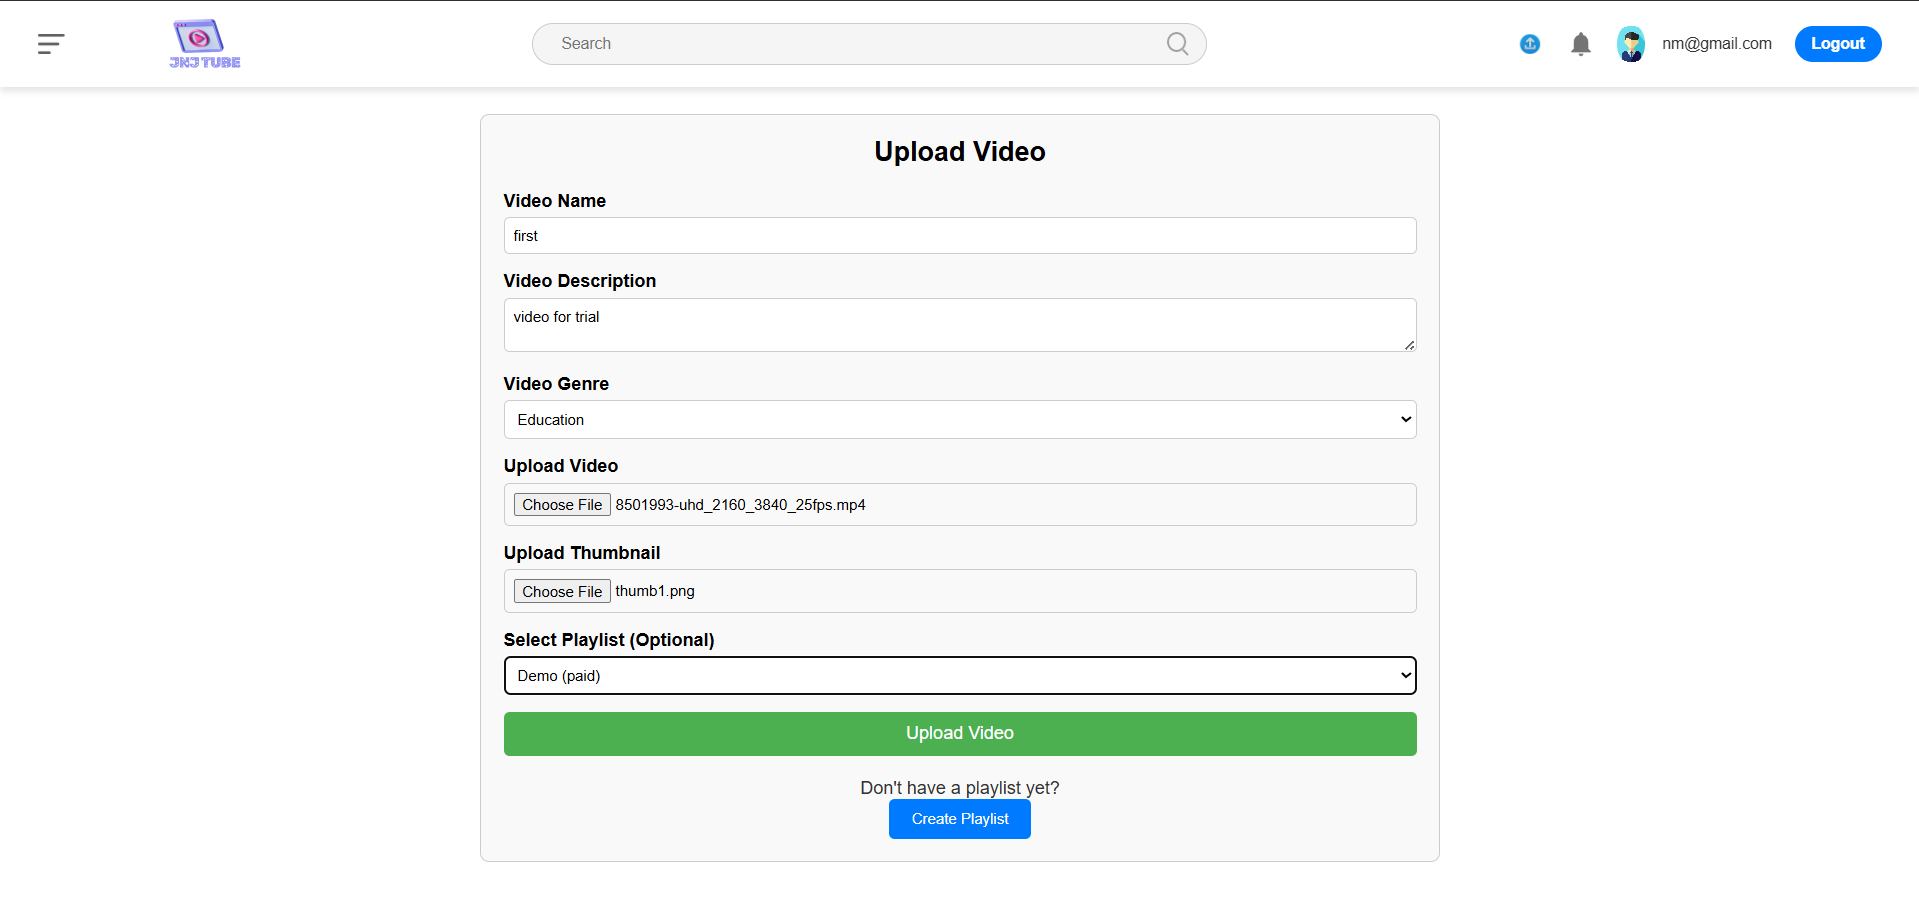 JNJ TUBE
Search
nm@gmail.com
Logout
Upload Video
Video Name
first
Video Description
video for trial
Video Genre
Education
Upload Video
Choose File 8501993-uhd_2160_3840_25fps.mp4
Upload Thumbnail
Choose File thumb1.png
Select Playlist (Optional)
Demo (paid)
Upload Video
Don't have a playlist yet?
Create Playlist